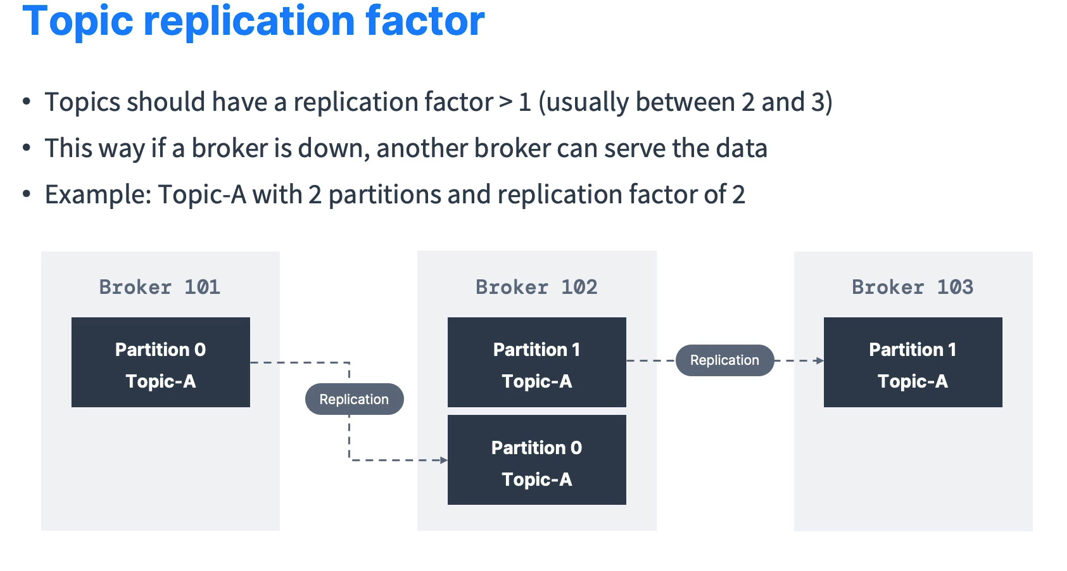 Topic replication factor
• Topics should have a replication factor > 1 (usually between 2 and 3)
• This way if a broker is down, another broker can serve the data
• Example: Topic-A with 2 partitions and replication factor of 2
Broker 101
Partition 0
Topic-A
Replication
Broker 102
Partition 1
Topic-A
Partition 0
Topic-A
Replication
Broker 103
Partition 1
Topic-A